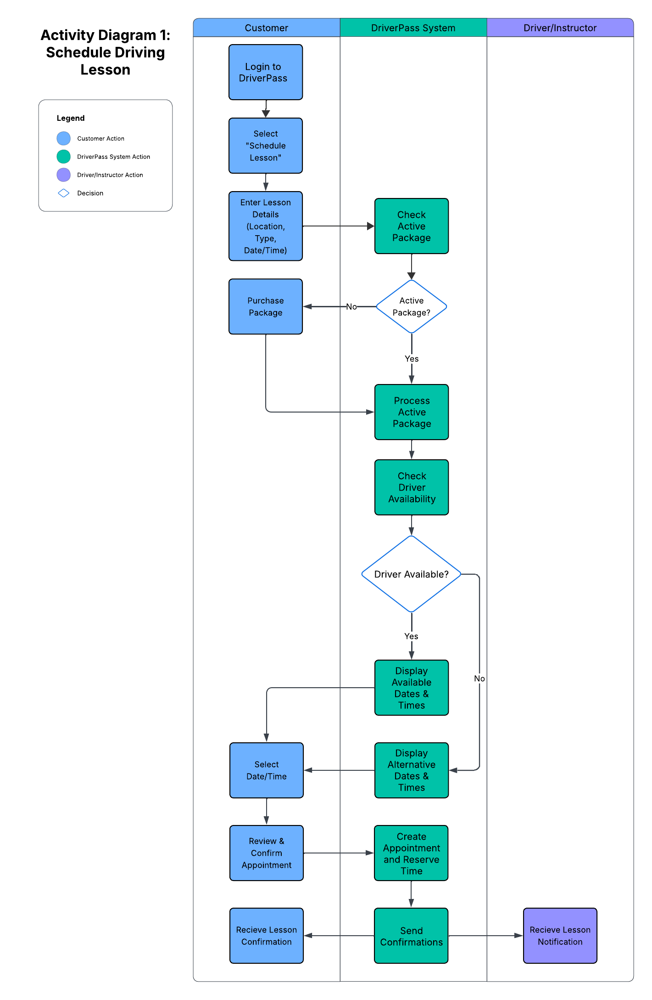 Activity Diagram 1:
Schedule Driving
Lesson
Legend
Customer Action
DriverPass System Action
Driver/Instructor Action
Decision
Customer
DriverPass System
Driver/Instructor
Login to
DriverPass
Select
"Schedule
Lesson"
Enter Lesson
Details
(Location,
Type,
Date/Time)
Check
Active
Package
Purchase
Package
No
Active
Package?
Yes
Process
Active
Package
Check
Driver
Availability
Driver Available?
Yes
No
Display
Available
Dates &
Times
Select
Date/Time
Display
Alternative
Dates &
Times
Review &
Confirm
Appointment
Create
Appointment
and Reserve
Time
Recieve Lesson
Confirmation
Send
Confirmations
Recieve Lesson
Notification